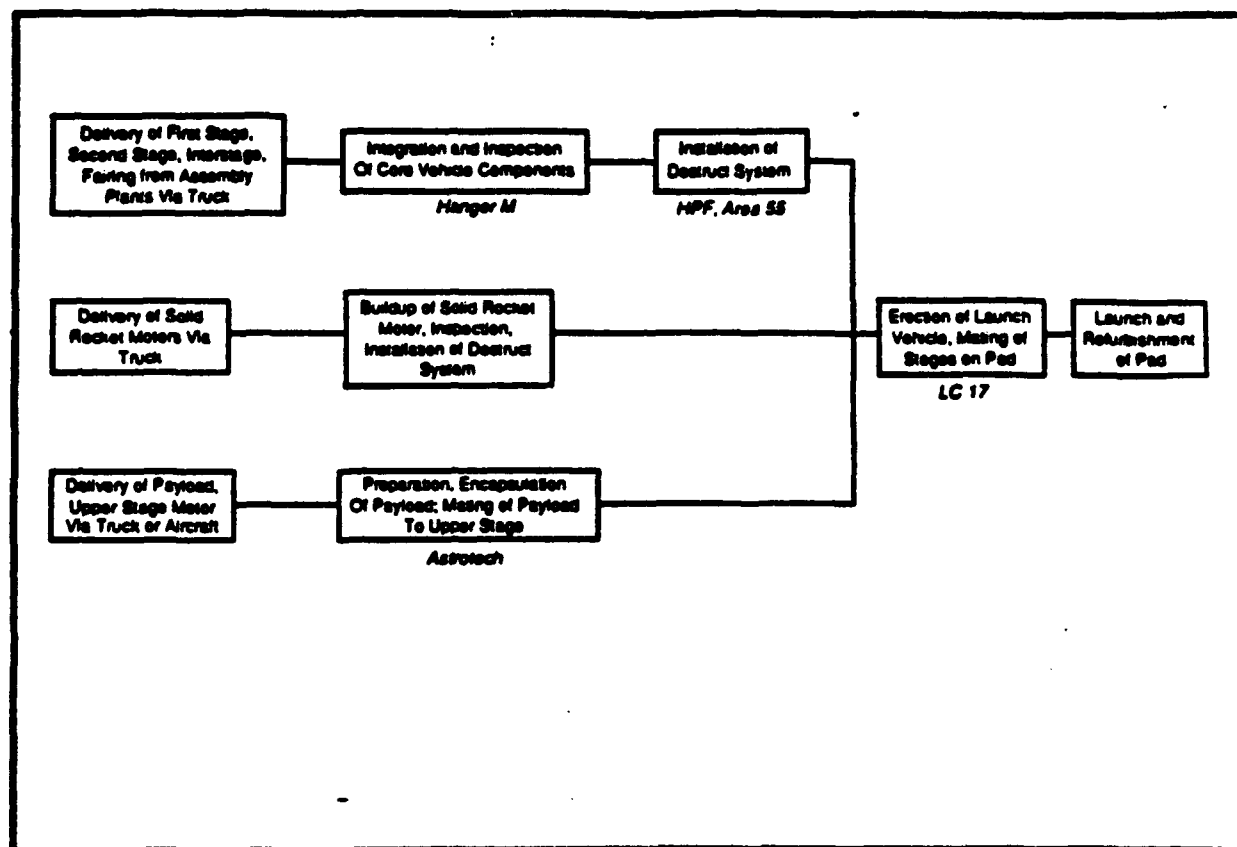 Delivery of First Stage,
Second Stage, Interstage,
Fairing from Assembly
Plants Via Truck
Integration and Inspection
Of Core Vehicle Components
Hanger M
Installation of
Destruct System
HPF, Area 55
Delivery of Solid
Rocket Motors Via
Truck
Buildup of Solid Rocket
Motor, Inspection,
Installation of Destruct
System
Erection of Launch
Vehicle, Mating of
Stages on Pad
LC 17
Launch and
Refurbishment
of Pad
Delivery of Payload,
Upper Stage Motor
Via Truck or Aircraft
Preparation, Encapsulation
Of Payload; Mating of Payload
To Upper Stage
Astrotech